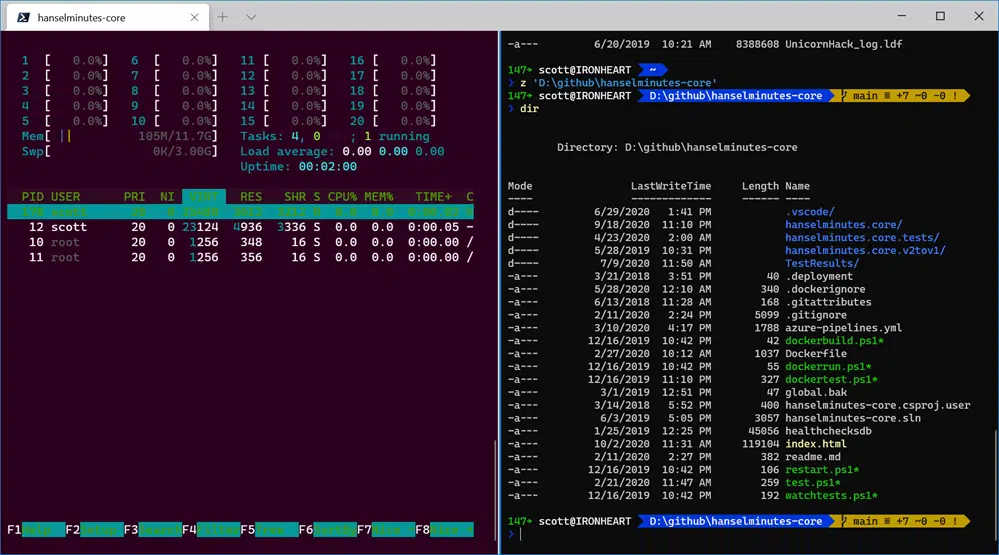 hanselminutes-core
1 [ 0.0%] 6 [ 0.0%] 11 [ 0.0%] 16 [ 0.0%]
2 [ 0.0%] 7 [ 0.0%] 12 [ 0.0%] 17 [ 0.0%]
3 [ 0.0%] 8 [ 0.0%] 13 [ 0.0%] 18 [ 0.0%]
4 [ 0.0%] 9 [ 0.0%] 14 [ 0.0%] 19 [ 0.0%]
5 [ 0.0%] 10 [ 0.0%] 15 [ 0.0%] 20 [ 0.0%]
Mem[|| 105M/11.7G] Tasks: 4, 0 ; 1 running
Swp[ 0K/3.00G] Load average: 0.00 0.00 0.00
Uptime: 00:02:00
PID USER PRI NI RES SHR S CPU% MEM% TIME+ C
12 scott 20 0 23124 4936 3336 S 0.0 0.0 0:00.05 -
10 root 20 0 1256 348 16 S 0.0 0.0 0:00.00 /
11 root 20 0 1256 356 16 S 0.0 0.0 0:00.00 /
F1 F2 F3 F4 F5 F6 F7 F8
-a--- 6/20/2019 10:21 AM 8388608 UnicornHack_log.ldf
147→ scott@IRONHEART ~
❯ z 'D:\github\hanselminutes-core'
147→ scott@IRONHEART D:\github\hanselminutes-core main ≡ +7 ~0 -0 !
❯ dir
Directory: D:\github\hanselminutes-core
Mode LastWriteTime Length Name
---- ------------- ------ ----
d---- 6/29/2020 1:41 PM .vscode/
d---- 9/18/2020 11:10 PM hanselminutes.core/
d---- 4/23/2020 2:00 AM hanselminutes.core.tests/
d---- 5/28/2019 10:31 PM hanselminutes.core.v2tov1/
d---- 7/9/2020 11:50 AM TestResults/
-a--- 3/21/2018 3:51 PM 40 .deployment
-a--- 5/28/2020 12:10 AM 340 .dockerignore
-a--- 6/13/2018 11:28 AM 168 .gitattributes
-a--- 2/11/2020 2:24 PM 5099 .gitignore
-a--- 3/10/2020 4:17 PM 1788 azure-pipelines.yml
-a--- 12/16/2019 10:42 PM 42 dockerbuild.ps1*
-a--- 2/27/2020 10:12 AM 1037 Dockerfile
-a--- 12/16/2019 10:42 PM 55 dockerrun.ps1*
-a--- 12/16/2019 11:10 PM 327 dockertest.ps1*
-a--- 3/1/2019 12:51 PM 47 global.bak
-a--- 3/14/2018 5:52 PM 400 hanselminutes-core.csproj.user
-a--- 6/3/2019 5:05 PM 3057 hanselminutes-core.sln
-a--- 1/25/2019 12:25 PM 45056 healthchecksdb
-a--- 10/2/2020 11:31 AM 119104 index.html
-a--- 2/11/2020 2:27 PM 382 readme.md
-a--- 12/16/2019 10:42 PM 106 restart.ps1*
-a--- 2/21/2020 11:47 AM 259 test.ps1*
-a--- 12/16/2019 10:42 PM 192 watchtests.ps1*
147→ scott@IRONHEART D:\github\hanselminutes-core main ≡ +7 ~0 -0 !
❯